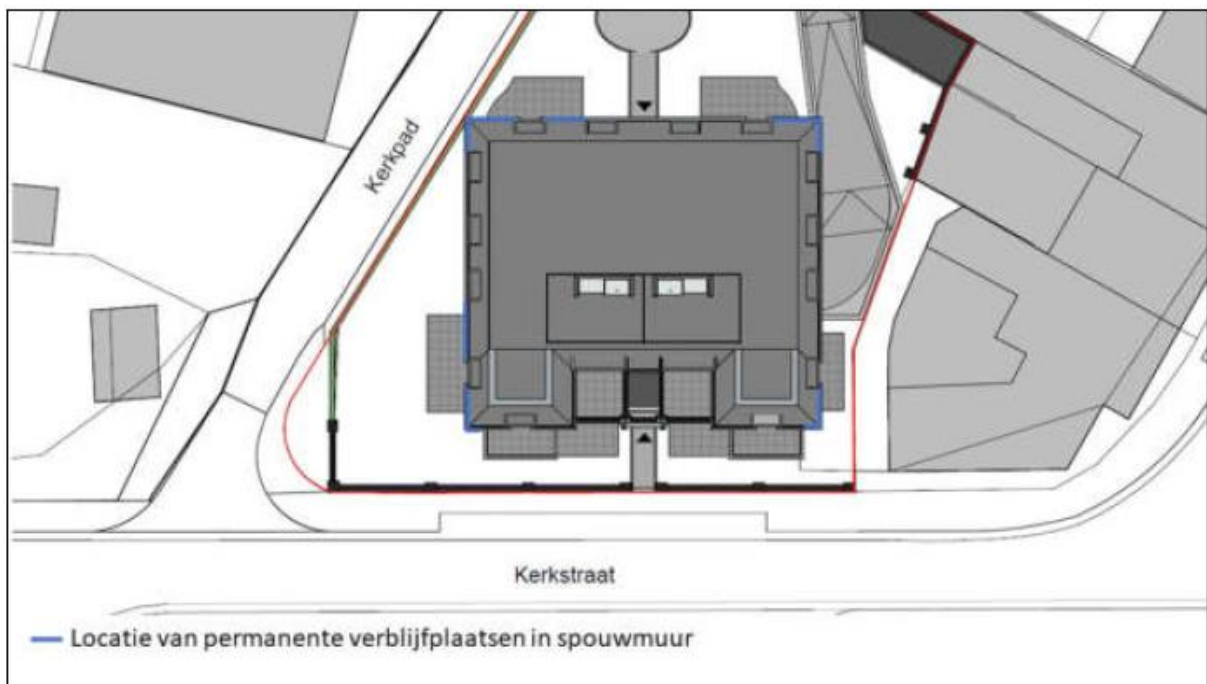 Kerkpad
Kerkstraat
Locatie van permanente verblijfplaatsen in spouwmuur